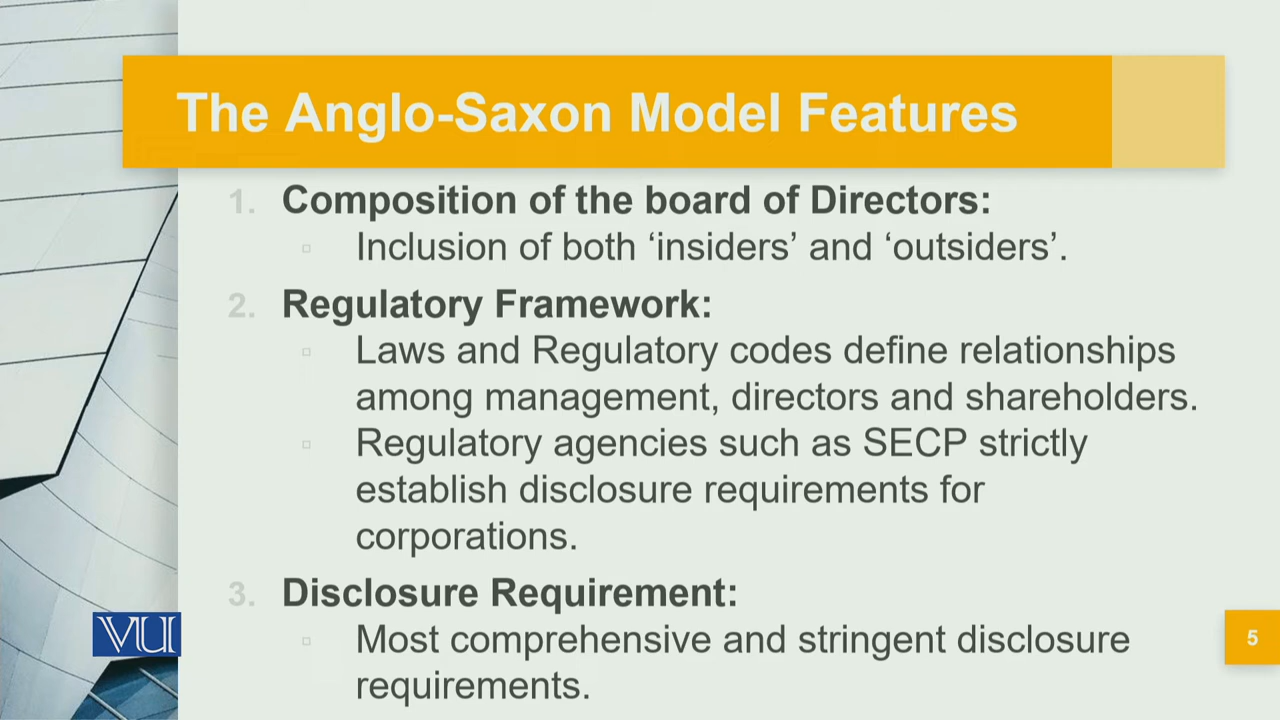 The Anglo-Saxon Model Features
1. Composition of the board of Directors:
▫ Inclusion of both ‘insiders’ and ‘outsiders’.
2. Regulatory Framework:
▫ Laws and Regulatory codes define relationships
among management, directors and shareholders.
▫ Regulatory agencies such as SECP strictly
establish disclosure requirements for
corporations.
3. Disclosure Requirement:
▫ Most comprehensive and stringent disclosure
requirements.
VU
5